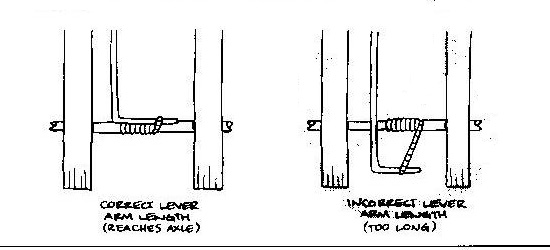 CORRECT LEVER
ARM LENGTH
(REACHES AXLE)
INCORRECT LEVER
ARM LENGTH
(TOO LONG)